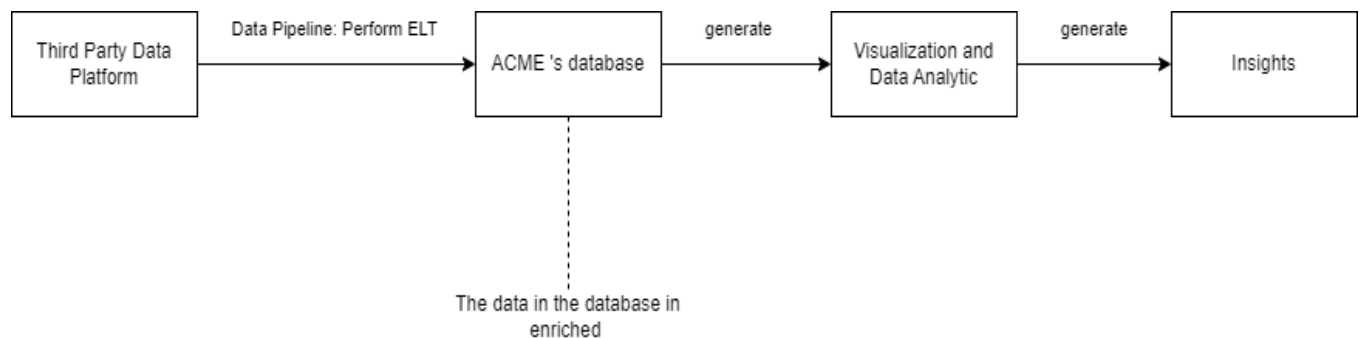 Third Party Data
Platform
Data Pipeline: Perform ELT
ACME 's database
generate
Visualization and
Data Analytic
generate
Insights
The data in the database in
enriched